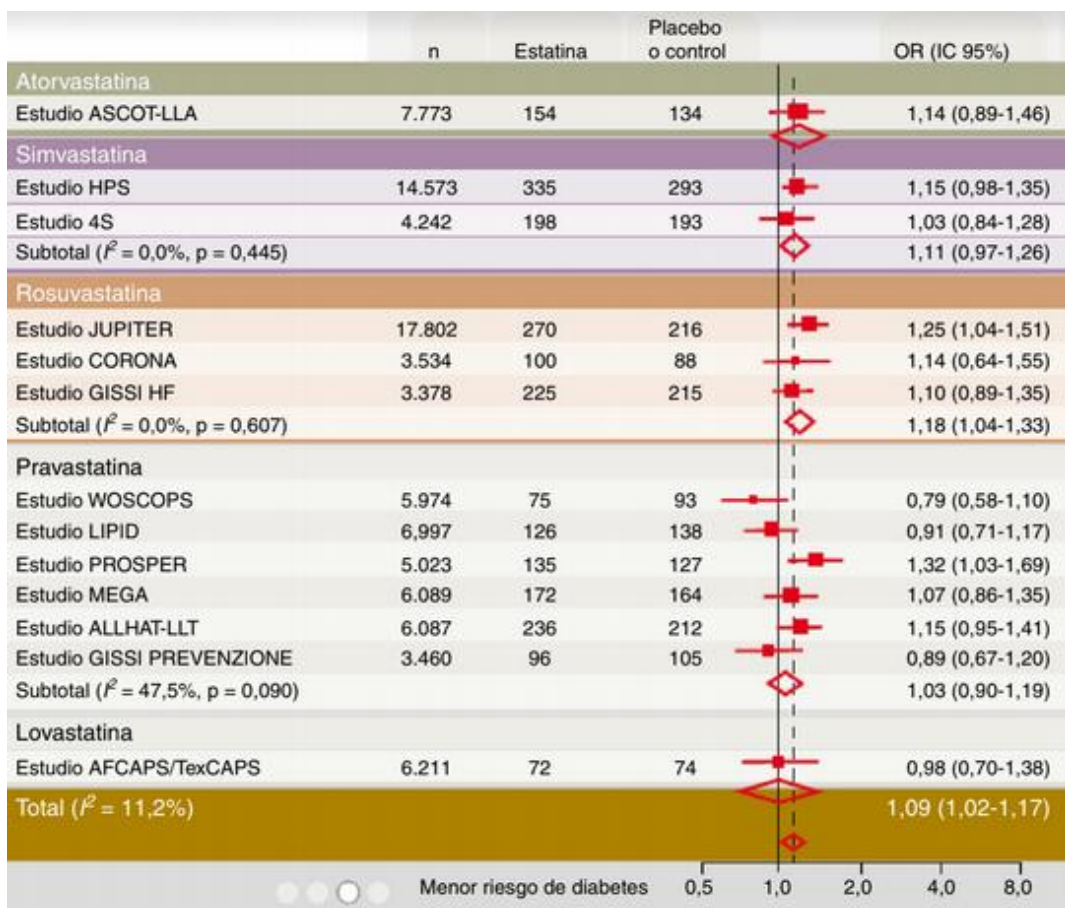 n Estatina Placebo o control OR (IC 95%)
Atorvastatina
Estudio ASCOT-LLA 7.773 154 134 1,14 (0,89-1,46)
Simvastatina
Estudio HPS 14.573 335 293 1,15 (0,98-1,35)
Estudio 4S 4.242 198 193 1,03 (0,84-1,28)
Subtotal (I² = 0,0%, p = 0,445) 1,11 (0,97-1,26)
Rosuvastatina
Estudio JUPITER 17.802 270 216 1,25 (1,04-1,51)
Estudio CORONA 3.534 100 88 1,14 (0,64-1,55)
Estudio GISSI HF 3.378 225 215 1,10 (0,89-1,35)
Subtotal (I² = 0,0%, p = 0,607) 1,18 (1,04-1,33)
Pravastatina
Estudio WOSCOPS 5.974 75 93 0,79 (0,58-1,10)
Estudio LIPID 6,997 126 138 0,91 (0,71-1,17)
Estudio PROSPER 5.023 135 127 1,32 (1,03-1,69)
Estudio MEGA 6.089 172 164 1,07 (0,86-1,35)
Estudio ALLHAT-LLT 6.087 236 212 1,15 (0,95-1,41)
Estudio GISSI PREVENZIONE 3.460 96 105 0,89 (0,67-1,20)
Subtotal (I² = 47,5%, p = 0,090) 1,03 (0,90-1,19)
Lovastatina
Estudio AFCAPS/TexCAPS 6.211 72 74 0,98 (0,70-1,38)
Total (I² = 11,2%) 1,09 (1,02-1,17)
Menor riesgo de diabetes 0,5 1,0 2,0 4,0 8,0